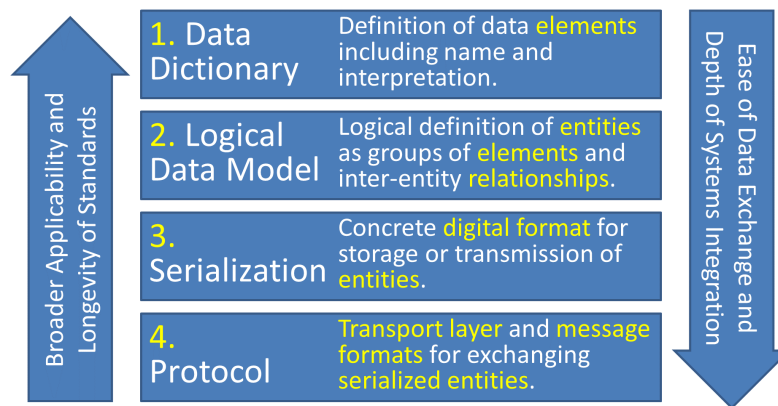 Broader Applicability and
Longevity of Standards
1. Data
Dictionary
Definition of data elements
including name and
interpretation.
2. Logical
Data Model
Logical definition of entities
as groups of elements and
inter-entity relationships.
3.
Serialization
Concrete digital format for
storage or transmission of
entities.
4.
Protocol
Transport layer and message
formats for exchanging
serialized entities.
Ease of Data Exchange and
Depth of Systems Integration